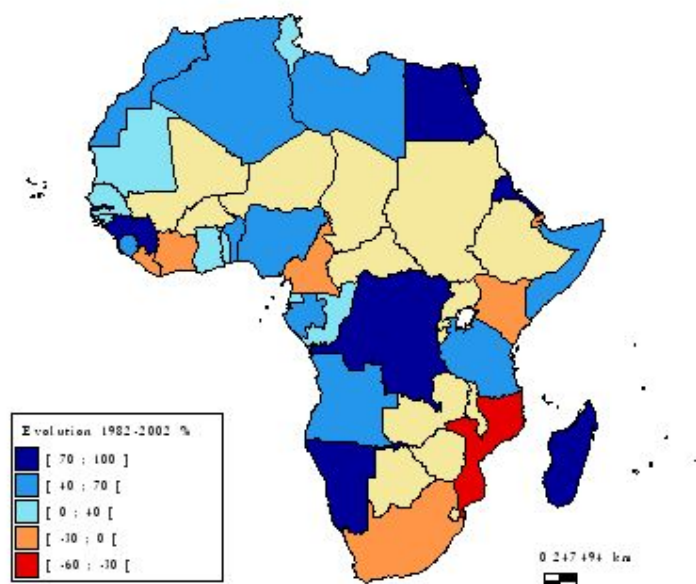 Evolution 1982-2002 %
[ 70 ; 100 ]
[ 40 ; 70 [
[ 0 ; 40 [
[ -30 ; 0 [
[ -60 ; -30 [
0 247 494 km